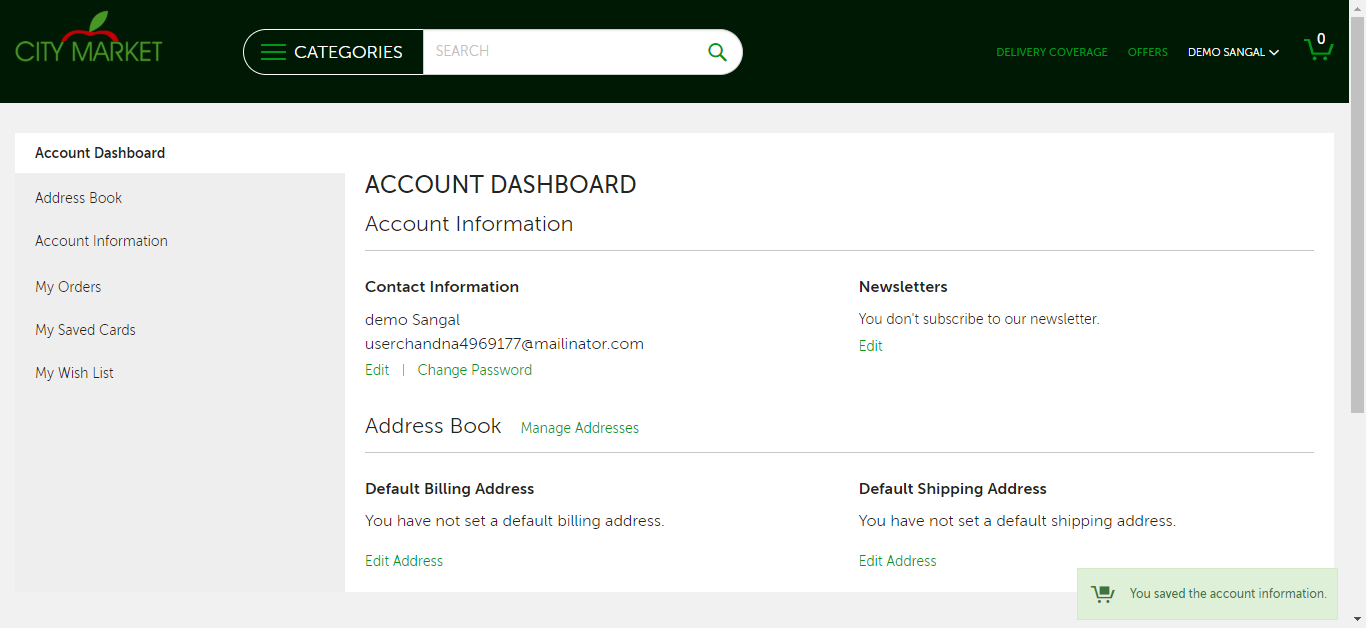 CITY MARKET
CATEGORIES
SEARCH
DELIVERY COVERAGE
OFFERS
DEMO SANGAL
0
Account Dashboard
Address Book
Account Information
My Orders
My Saved Cards
My Wish List
ACCOUNT DASHBOARD
Account Information
Contact Information
demo Sangal
userchandna4969177@mailinator.com
Edit | Change Password
Newsletters
You don't subscribe to our newsletter.
Edit
Address Book Manage Addresses
Default Billing Address
You have not set a default billing address.
Edit Address
Default Shipping Address
You have not set a default shipping address.
Edit Address
You saved the account information.